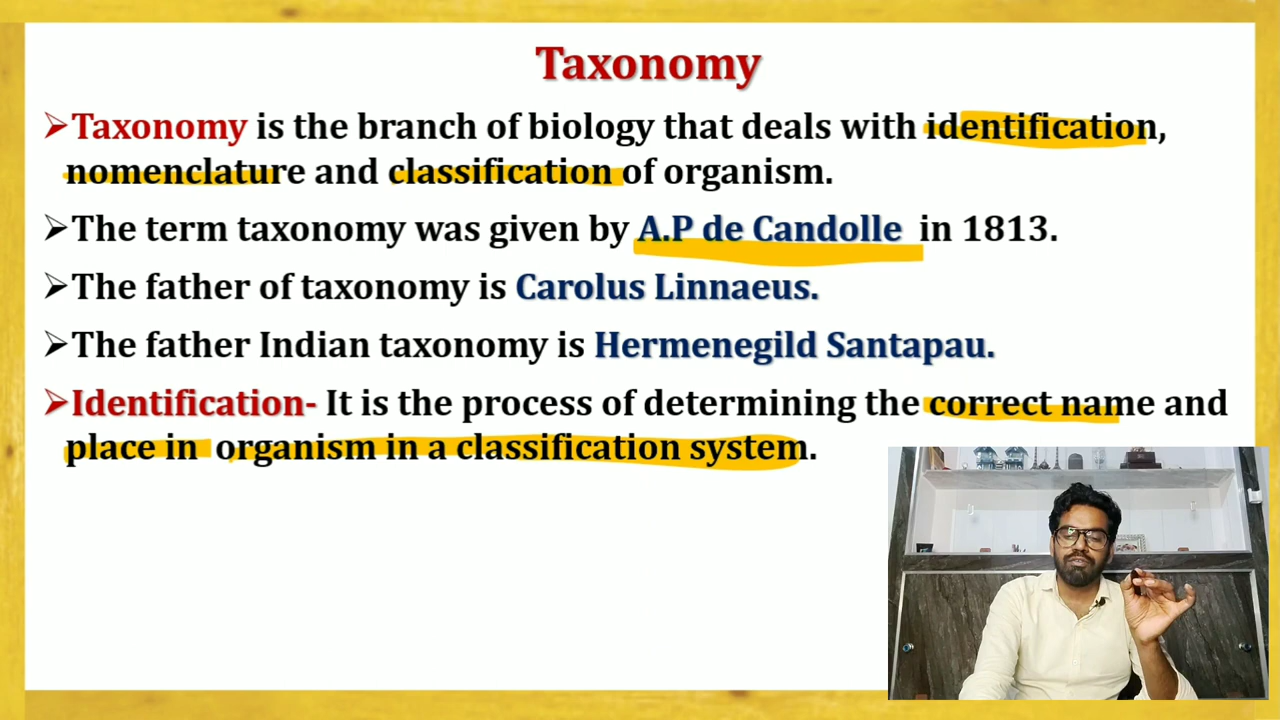 Taxonomy
➢Taxonomy is the branch of biology that deals with identification,
nomenclature and classification of organism.
➢The term taxonomy was given by A.P de Candolle in 1813.
➢The father of taxonomy is Carolus Linnaeus.
➢The father Indian taxonomy is Hermenegild Santapau.
➢Identification- It is the process of determining the correct name and
place in organism in a classification system.